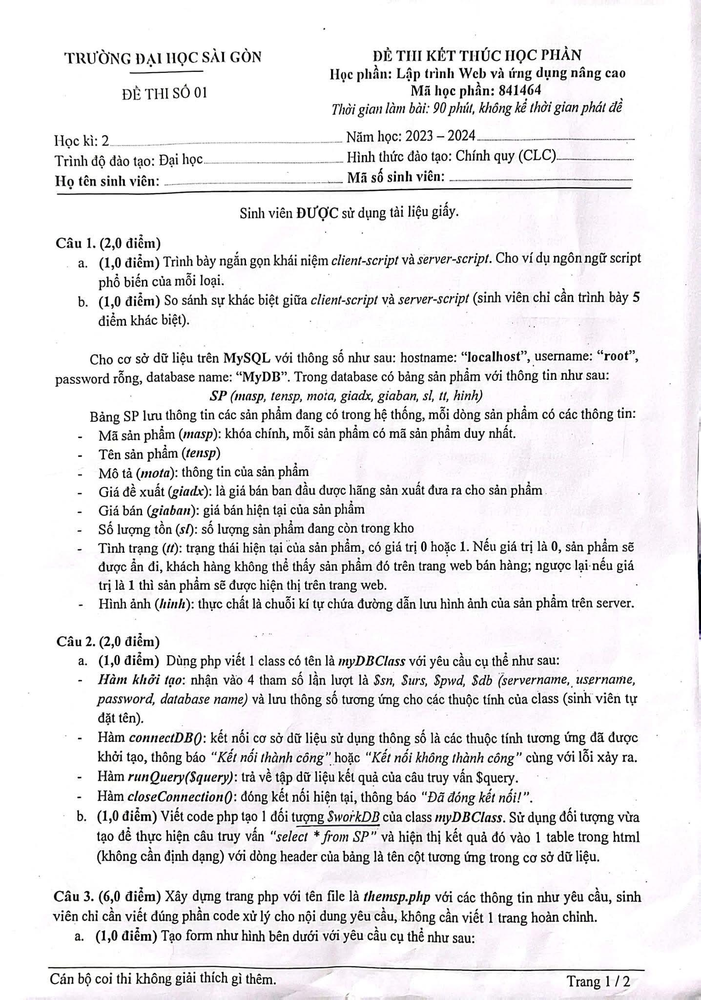 TRƯỜNG ĐẠI HỌC SÀI GÒN
ĐỀ THI SỐ 01
ĐỀ THI KẾT THÚC HỌC PHẦN
Học phần: Lập trình Web và ứng dụng nâng cao
Mã học phần: 841464
Thời gian làm bài: 90 phút, không kể thời gian phát đề
Học kì: 2
Năm học: 2023 – 2024
Trình độ đào tạo: Đại học
Hình thức đào tạo: Chính quy (CLC)
Họ tên sinh viên:
Mã số sinh viên:
Sinh viên ĐƯỢC sử dụng tài liệu giấy.
Câu 1. (2,0 điểm)
a. (1,0 điểm) Trình bày ngắn gọn khái niệm client-script và server-script. Cho ví dụ ngôn ngữ script
phổ biến của mỗi loại.
b. (1,0 điểm) So sánh sự khác biệt giữa client-script và server-script (sinh viên chỉ cần trình bày 5
điểm khác biệt).
Cho cơ sở dữ liệu trên MySQL với thông số như sau: hostname: “localhost”, username: “root”,
password rỗng, database name: “MyDB”. Trong database có bảng sản phẩm với thông tin như sau:
SP (masp, tensp, mota, giadx, giaban, sl, tt, hinh)
Bảng SP lưu thông tin các sản phẩm đang có trong hệ thống, mỗi dòng sản phẩm có các thông tin:
- Mã sản phẩm (masp): khóa chính, mỗi sản phẩm có mã sản phẩm duy nhất.
- Tên sản phẩm (tensp)
- Mô tả (mota): thông tin của sản phẩm
- Giá đề xuất (giadx): là giá bán ban đầu được hãng sản xuất đưa ra cho sản phẩm
- Giá bán (giaban): giá bán hiện tại của sản phẩm
- Số lượng tồn (sl): số lượng sản phẩm đang còn trong kho
- Tình trạng (tt): trạng thái hiện tại của sản phẩm, có giá trị 0 hoặc 1. Nếu giá trị là 0, sản phẩm sẽ
được ẩn đi, khách hàng không thể thấy sản phẩm đó trên trang web bán hàng; ngược lại nếu giá
trị là 1 thì sản phẩm sẽ được hiện thị trên trang web.
- Hình ảnh (hinh): thực chất là chuỗi kí tự chứa đường dẫn lưu hình ảnh của sản phẩm trên server.
Câu 2. (2,0 điểm)
a. (1,0 điểm) Dùng php viết 1 class có tên là myDBClass với yêu cầu cụ thể như sau:
- Hàm khởi tạo: nhận vào 4 tham số lần lượt là $sn, $urs, $pwd, $db (servername, username,
password, database name) và lưu thông số tương ứng cho các thuộc tính của class (sinh viên tự
đặt tên).
- Hàm connectDB(): kết nối cơ sở dữ liệu sử dụng thông số là các thuộc tính tương ứng đã được
khởi tạo, thông báo “Kết nối thành công” hoặc “Kết nối không thành công” cùng với lỗi xảy ra.
- Hàm runQuery($query): trả về tập dữ liệu kết quả của câu truy vấn $query.
- Hàm closeConnection(): đóng kết nối hiện tại, thông báo “Đã đóng kết nối!”.
b. (1,0 điểm) Viết code php tạo 1 đối tượng $workDB của class myDBClass. Sử dụng đối tượng vừa
tạo để thực hiện câu truy vấn “select * from SP” và hiện thị kết quả đó vào 1 table trong html
(không cần định dạng) với dòng header của bảng là tên cột tương ứng trong cơ sở dữ liệu.
Câu 3. (6,0 điểm) Xây dựng trang php với tên file là themsp.php với các thông tin như yêu cầu, sinh
viên chỉ cần viết đúng phần code xử lý cho nội dung yêu cầu, không cần viết 1 trang hoàn chỉnh.
a. (1,0 điểm) Tạo form như hình bên dưới với yêu cầu cụ thể như sau:
Cán bộ coi thi không giải thích gì thêm.
Trang 1 / 2